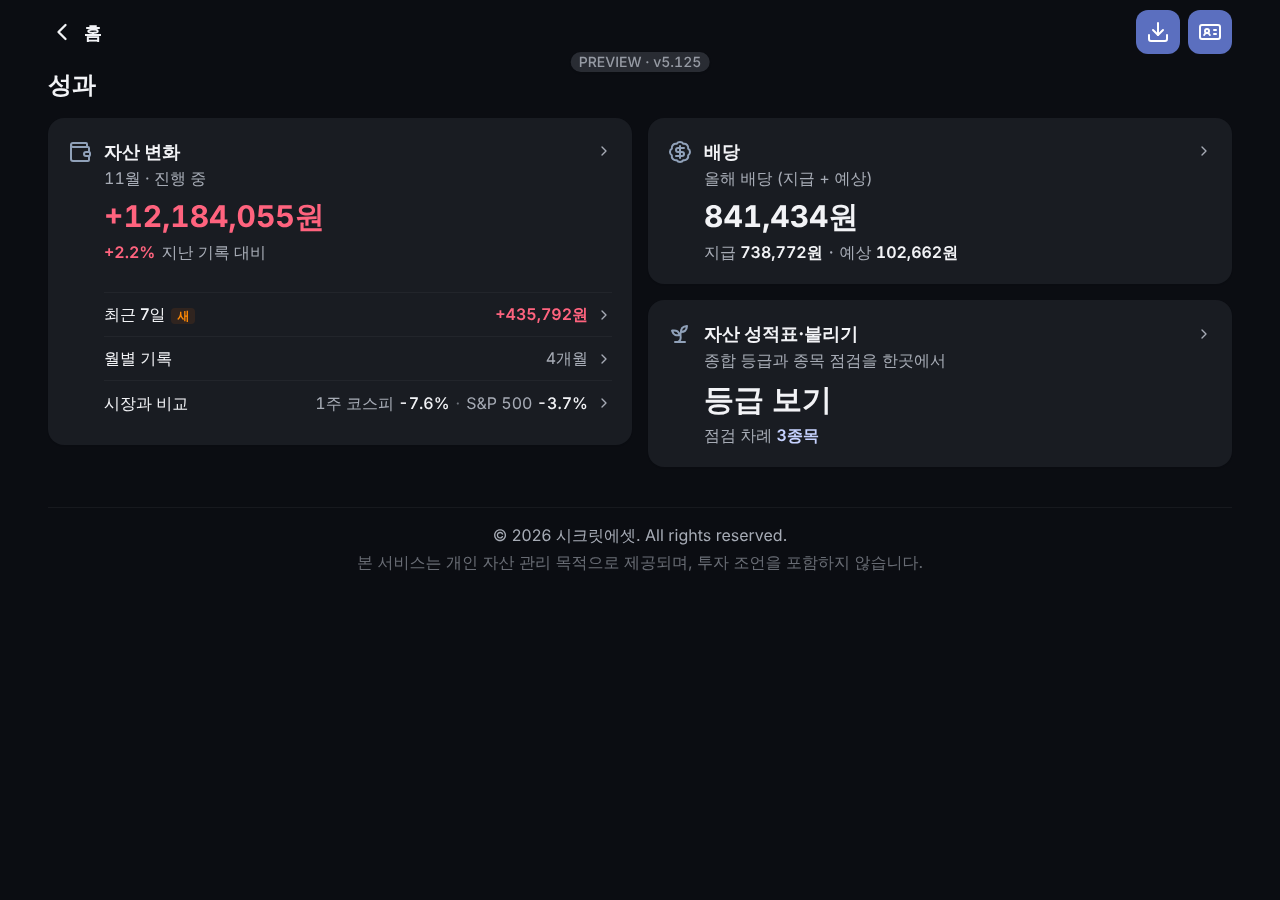 홈
PREVIEW · v5.125
성과
자산 변화
11월 · 진행 중
+12,184,055원
+2.2% 지난 기록 대비
최근 7일 새 +435,792원
월별 기록 4개월
시장과 비교 1주 코스피 -7.6% · S&P 500 -3.7%
배당
올해 배당 (지급 + 예상)
841,434원
지급 738,772원 · 예상 102,662원
자산 성적표·불리기
종합 등급과 종목 점검을 한곳에서
등급 보기
점검 차례 3종목
© 2026 시크릿에셋. All rights reserved.
본 서비스는 개인 자산 관리 목적으로 제공되며, 투자 조언을 포함하지 않습니다.